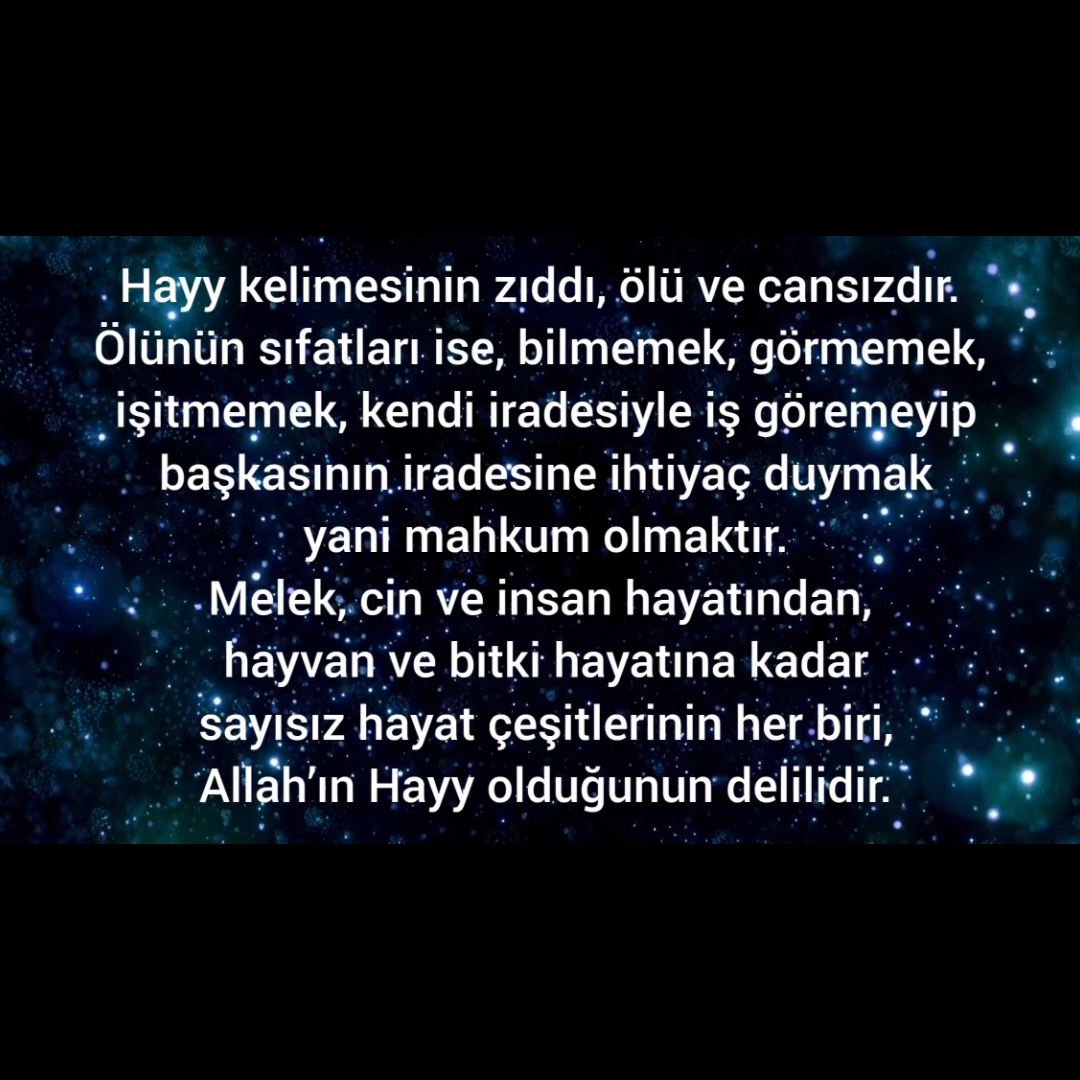 Hayy kelimesinin zıddı, ölü ve cansızdır.
Ölünün sıfatları ise, bilmemek, görmemek,
işitmemek, kendi iradesiyle iş göremeyip
başkasının iradesine ihtiyaç duymak
yani mahkum olmaktır.
Melek, cin ve insan hayatından,
hayvan ve bitki hayatına kadar
sayısız hayat çeşitlerinin her biri,
Allah’ın Hayy olduğunun delilidir.